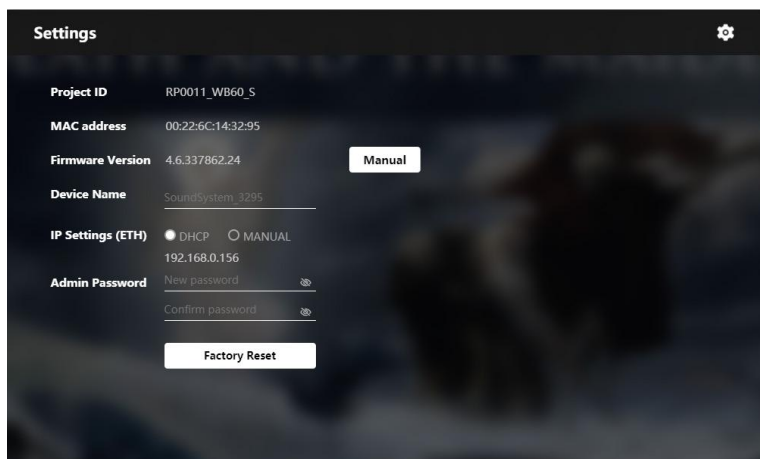 Settings
Project ID RP0011_WB60_S
MAC address 00:22:6C:14:32:95
Firmware Version 4.6.337862.24 Manual
Device Name SoundSystem_3295
IP Settings (ETH) DHCP MANUAL
192.168.0.156
Admin Password New password
Confirm password
Factory Reset